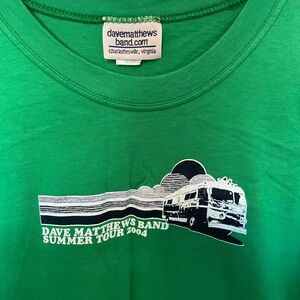 davematthews
band.com
charlottesville, virginia
DAVE MATTHEWS BAND
SUMMER TOUR 2004